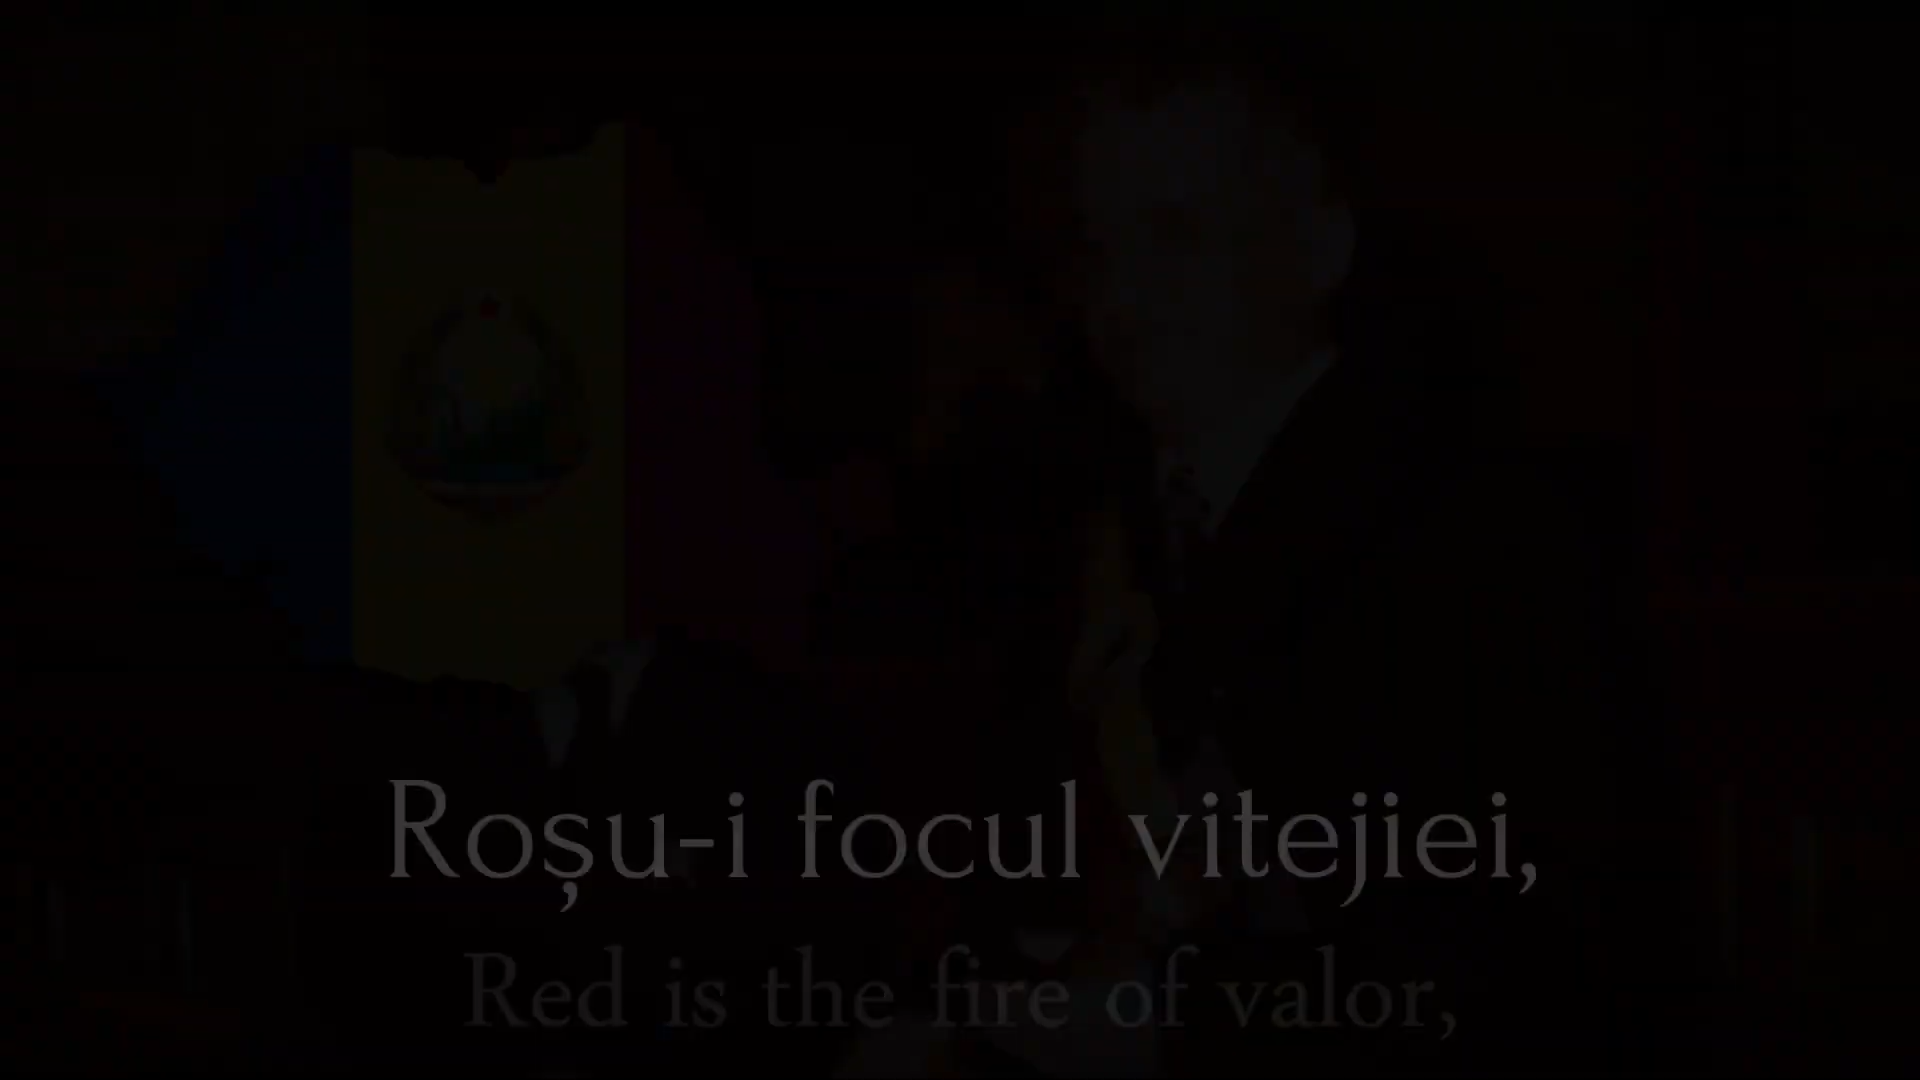 Roșu-i focul vitejiei,
Red is the fire of valor,